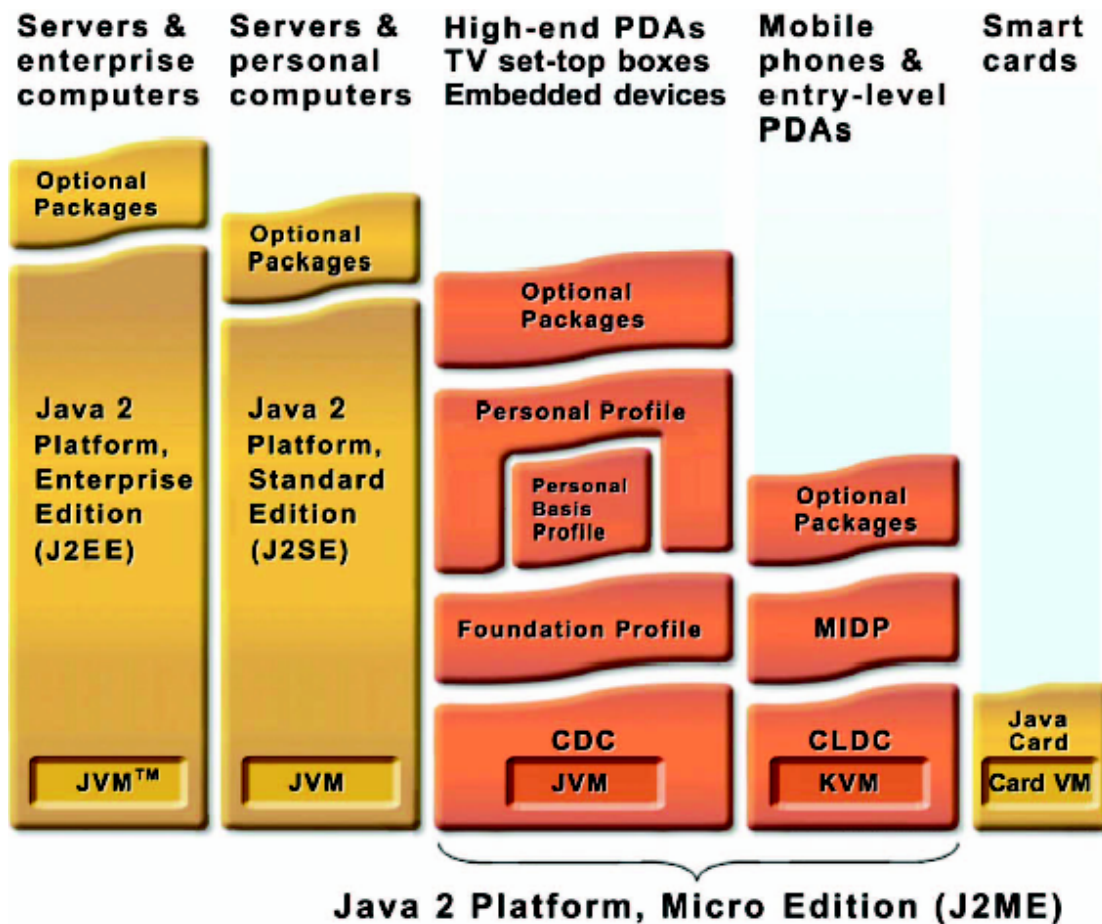 Servers &
enterprise
computers
Servers &
personal
computers
High-end PDAs
TV set-top boxes
Embedded devices
Mobile
phones &
entry-level
PDAs
Smart
cards
Optional
Packages
Java 2
Platform,
Enterprise
Edition
(J2EE)
JVM™
Optional
Packages
Java 2
Platform,
Standard
Edition
(J2SE)
JVM
Optional
Packages
Personal Profile
Personal
Basis
Profile
Foundation Profile
CDC
JVM
Optional
Packages
MIDP
CLDC
KVM
Java
Card
Card VM
Java 2 Platform, Micro Edition (J2ME)